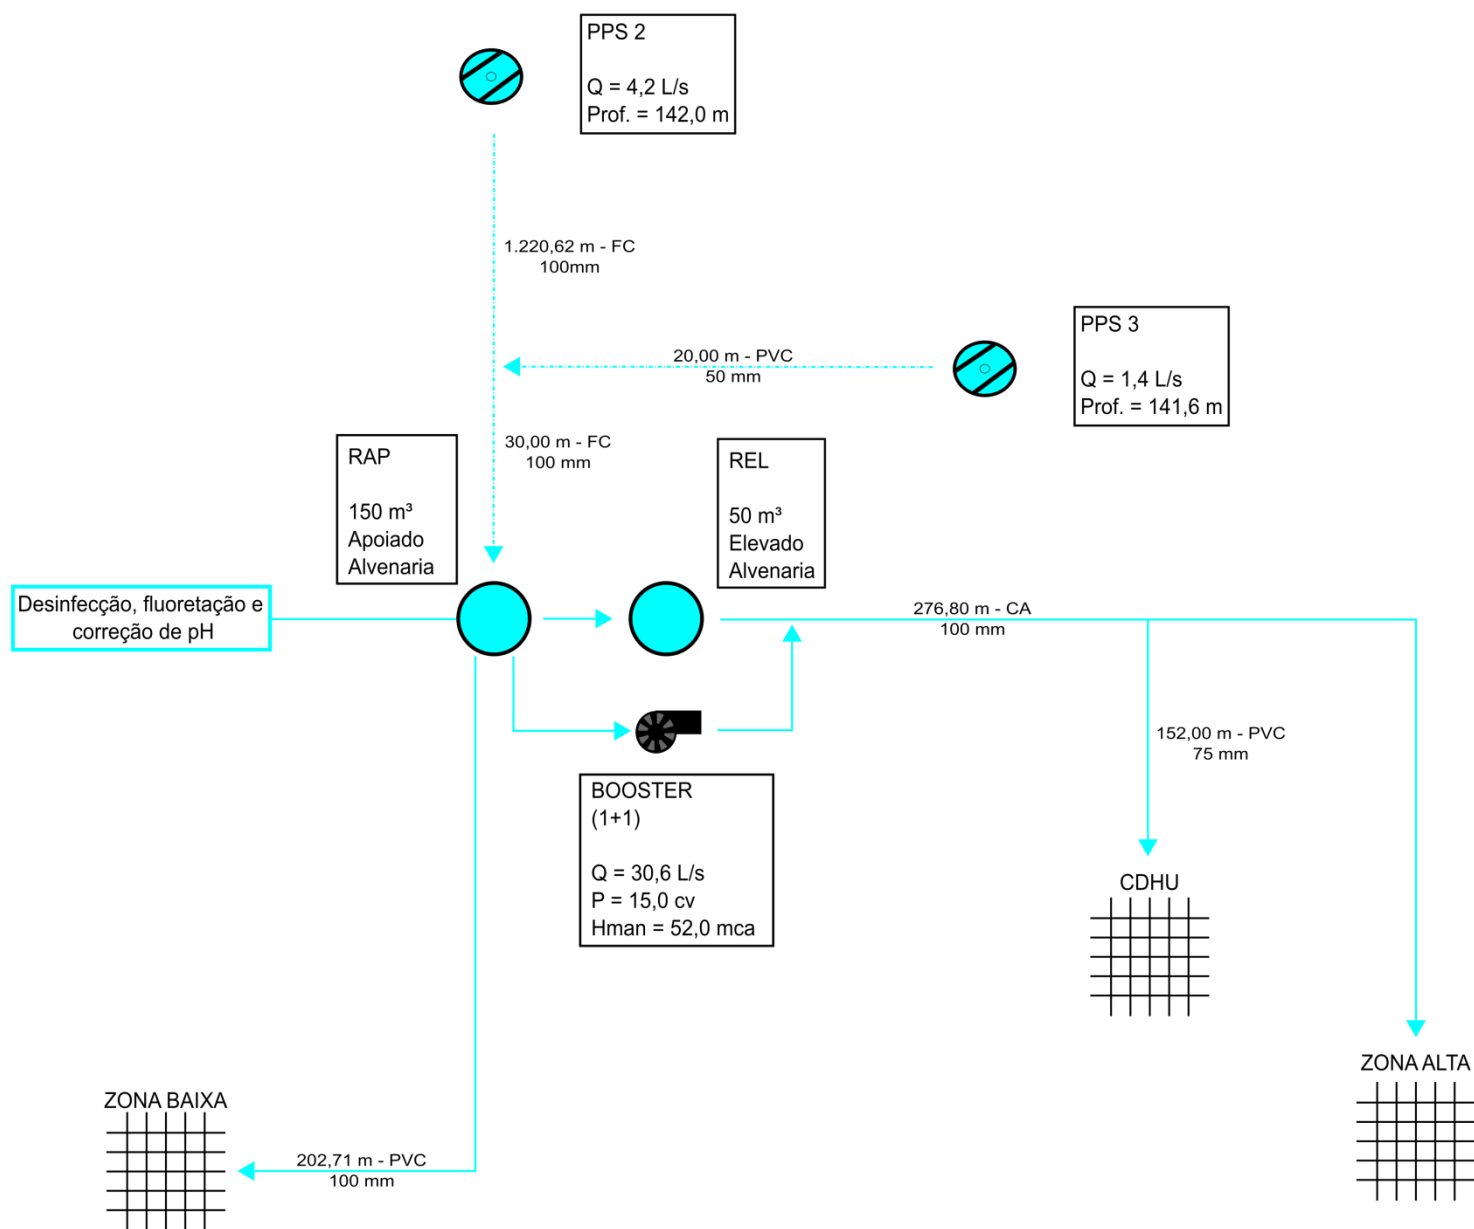 PPS 2
Q = 4,2 L/s
Prof. = 142,0 m
1.220,62 m - FC
100mm
PPS 3
Q = 1,4 L/s
Prof. = 141,6 m
20,00 m - PVC
50 mm
30,00 m - FC
100 mm
RAP
150 m³
Apoiado
Alvenaria
REL
50 m³
Elevado
Alvenaria
Desinfecção, fluoretação e
correção de pH
276,80 m - CA
100 mm
152,00 m - PVC
75 mm
BOOSTER
(1+1)
Q = 30,6 L/s
P = 15,0 cv
Hman = 52,0 mca
CDHU
ZONA ALTA
ZONA BAIXA
202,71 m - PVC
100 mm